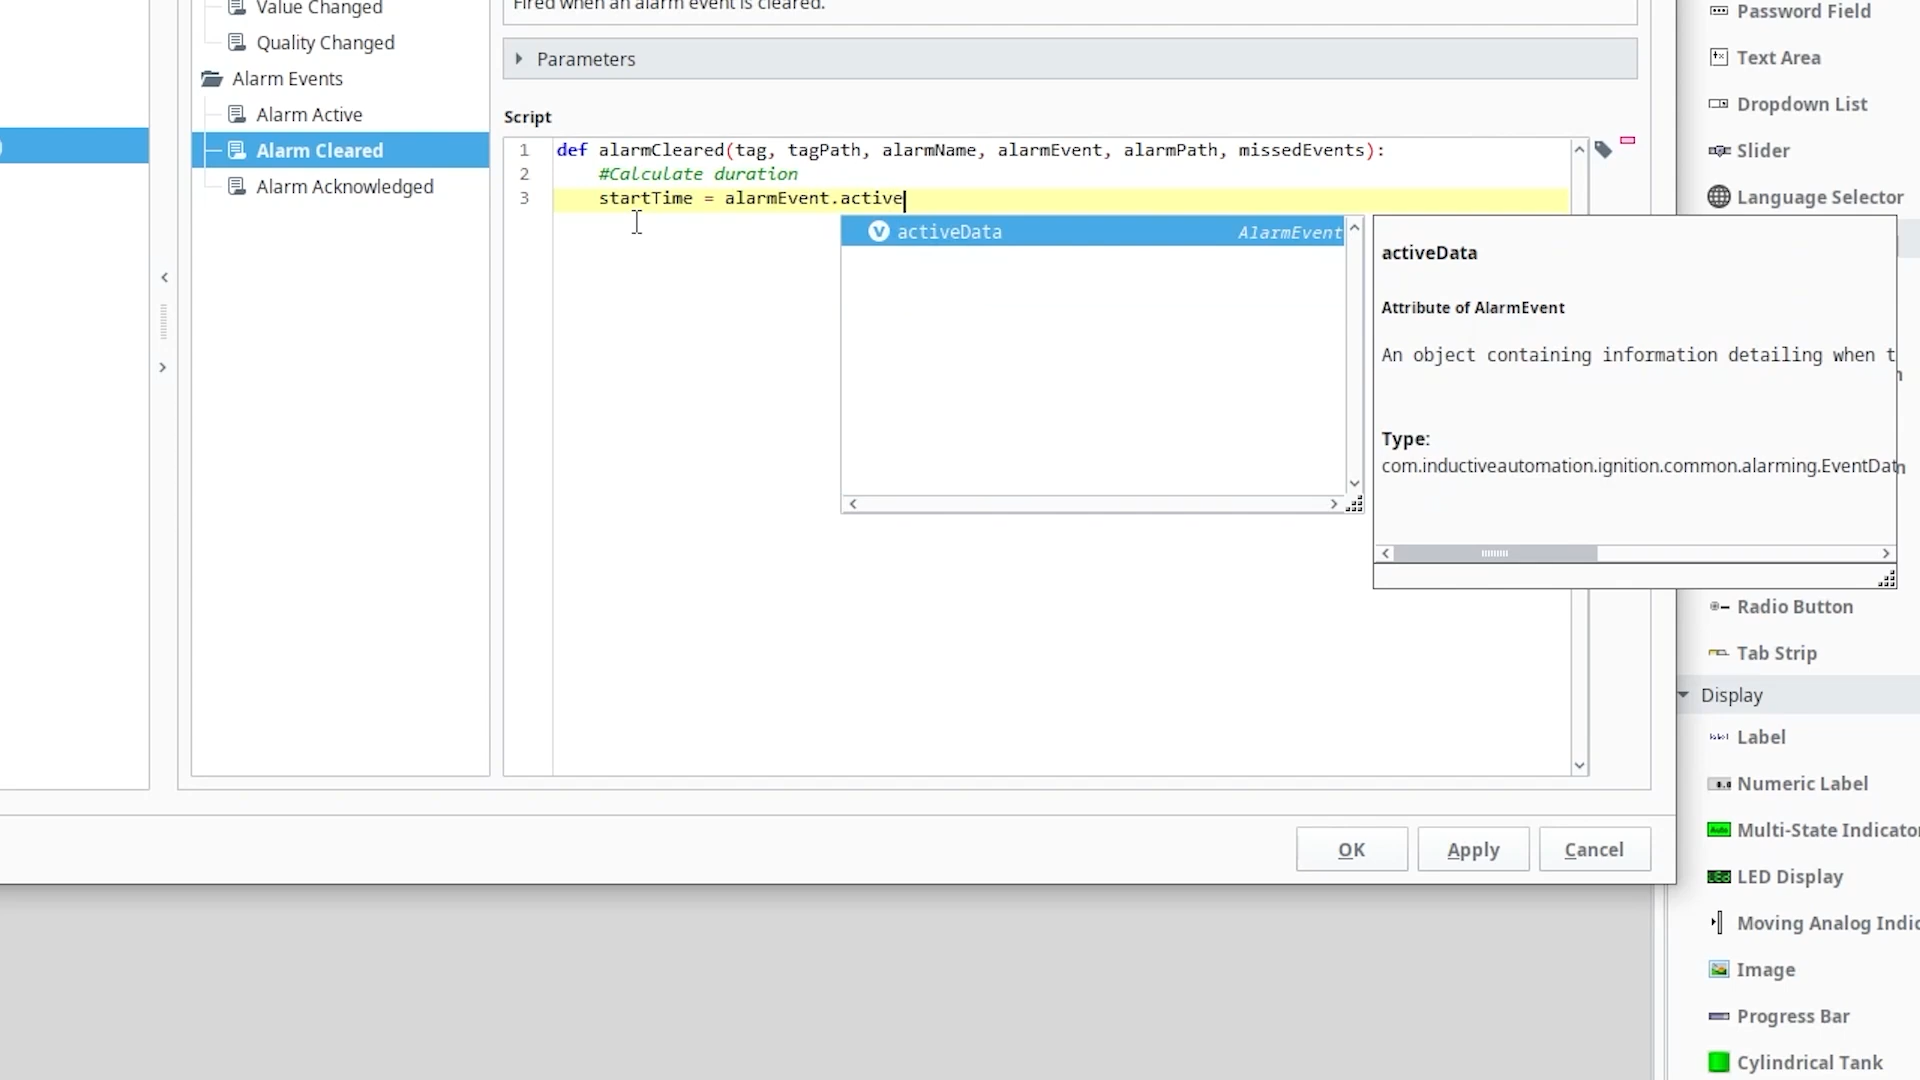 Value Changed
Quality Changed
Alarm Events
Alarm Active
Alarm Cleared
Alarm Acknowledged
Fired when an alarm event is cleared.
Parameters
Script
1 def alarmCleared(tag, tagPath, alarmName, alarmEvent, alarmPath, missedEvents):
2 #Calculate duration
3 startTime = alarmEvent.active
activeData AlarmEvent
activeData
Attribute of AlarmEvent
An object containing information detailing when t
Type:
com.inductiveautomation.ignition.common.alarming.EventDat
OK
Apply
Cancel
Password Field
Text Area
Dropdown List
Slider
Language Selector
Radio Button
Tab Strip
Display
Label
Numeric Label
Multi-State Indicato
LED Display
Moving Analog Indic
Image
Progress Bar
Cylindrical Tank